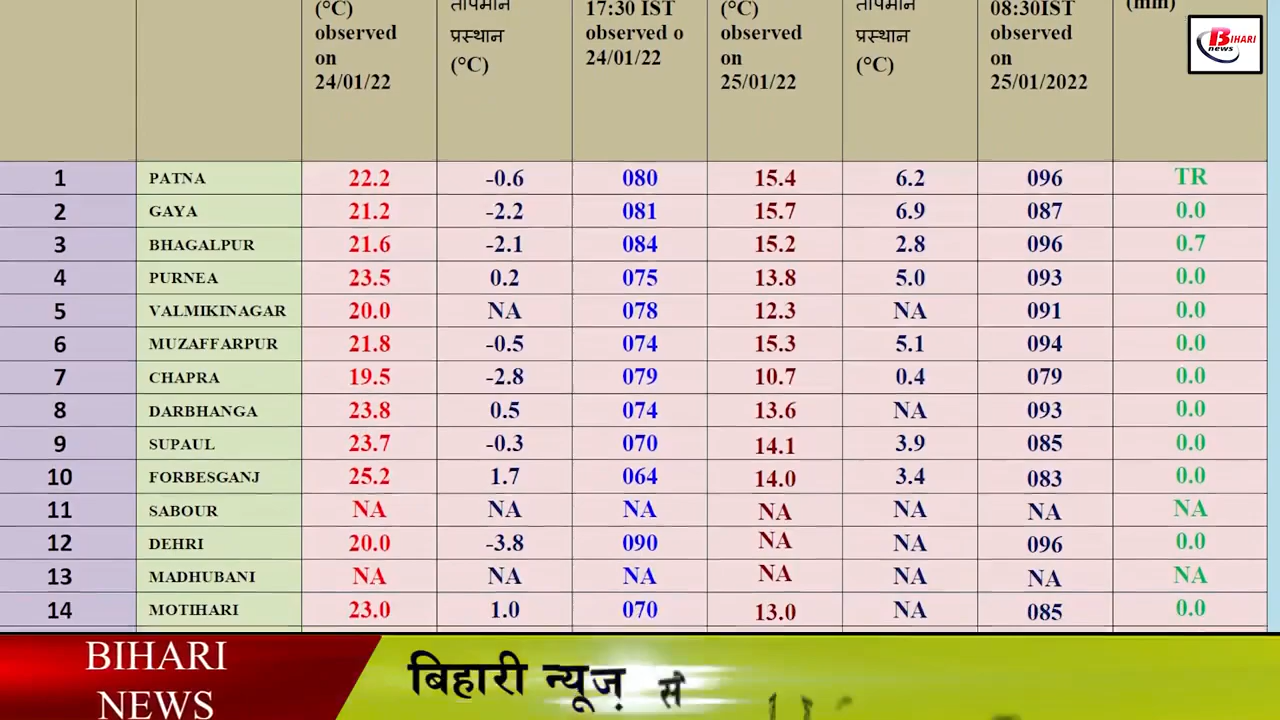 (°C) तापमान 17:30 IST (°C) तापमान 08:30IST (mm)
observed प्रस्थान observed o observed प्रस्थान observed
on (°C) 24/01/22 on (°C) on
24/01/22 25/01/22 25/01/2022
BIHARI
news
1 PATNA 22.2 -0.6 080 15.4 6.2 096 TR
2 GAYA 21.2 -2.2 081 15.7 6.9 087 0.0
3 BHAGALPUR 21.6 -2.1 084 15.2 2.8 096 0.7
4 PURNEA 23.5 0.2 075 13.8 5.0 093 0.0
5 VALMIKINAGAR 20.0 NA 078 12.3 NA 091 0.0
6 MUZAFFARPUR 21.8 -0.5 074 15.3 5.1 094 0.0
7 CHAPRA 19.5 -2.8 079 10.7 0.4 079 0.0
8 DARBHANGA 23.8 0.5 074 13.6 NA 093 0.0
9 SUPAUL 23.7 -0.3 070 14.1 3.9 085 0.0
10 FORBESGANJ 25.2 1.7 064 14.0 3.4 083 0.0
11 SABOUR NA NA NA NA NA NA NA
12 DEHRI 20.0 -3.8 090 NA NA 096 0.0
13 MADHUBANI NA NA NA NA NA NA NA
14 MOTIHARI 23.0 1.0 070 13.0 NA 085 0.0
BIHARI
NEWS
बिहारी न्यूज़ से